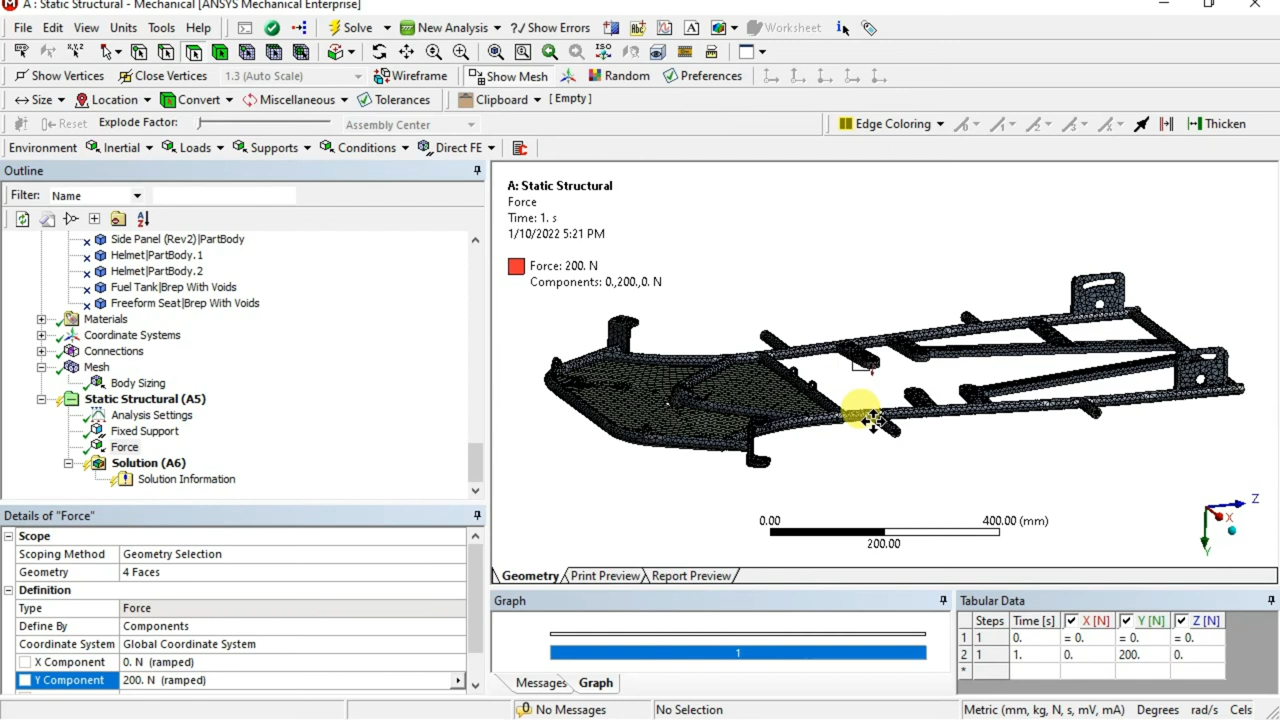 A : Static Structural - Mechanical [ANSYS Mechanical Enterprise]
File Edit View Units Tools Help Solve New Analysis ?/ Show Errors Worksheet
Show Vertices Close Vertices 1.3 (Auto Scale) Wireframe Show Mesh Random Preferences
Size Location Convert Miscellaneous Tolerances Clipboard [ Empty ]
Reset Explode Factor: Assembly Center Edge Coloring Thicken
Environment Inertial Loads Supports Conditions Direct FE
Outline
Filter: Name
Side Panel (Rev2)|PartBody
Helmet|PartBody.1
Helmet|PartBody.2
Fuel Tank|Brep With Voids
Freeform Seat|Brep With Voids
Materials
Coordinate Systems
Connections
Mesh
Body Sizing
Static Structural (A5)
Analysis Settings
Fixed Support
Force
Solution (A6)
Solution Information
Details of "Force"
Scope
Scoping Method Geometry Selection
Geometry 4 Faces
Definition
Type Force
Define By Components
Coordinate System Global Coordinate System
X Component 0. N (ramped)
Y Component 200. N (ramped)
A: Static Structural
Force
Time: 1. s
1/10/2022 5:21 PM
Force: 200. N
Components: 0.,200.,0. N
0.00 400.00 (mm)
200.00
Z
X
Y
Geometry Print Preview Report Preview
Graph
1
Messages Graph
Tabular Data
Steps Time [s] X [N] Y [N] Z [N]
1 1 0. = 0. = 0. = 0.
2 1 1. 0. 200. 0.
*
No Messages No Selection Metric (mm, kg, N, s, mV, mA) Degrees rad/s Cels